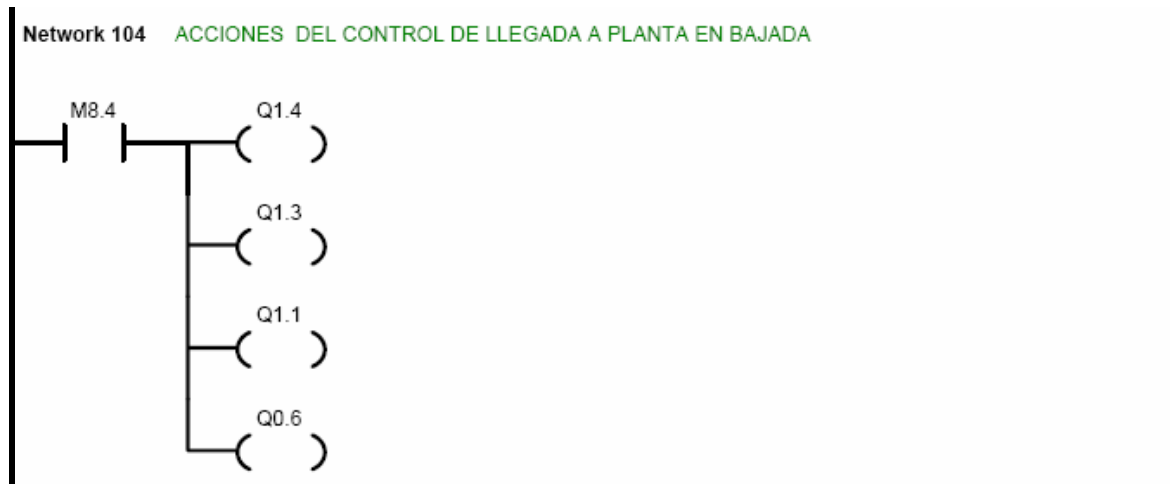 Network 104 ACCIONES DEL CONTROL DE LLEGADA A PLANTA EN BAJADA
M8.4 Q1.4
Q1.3
Q1.1
Q0.6